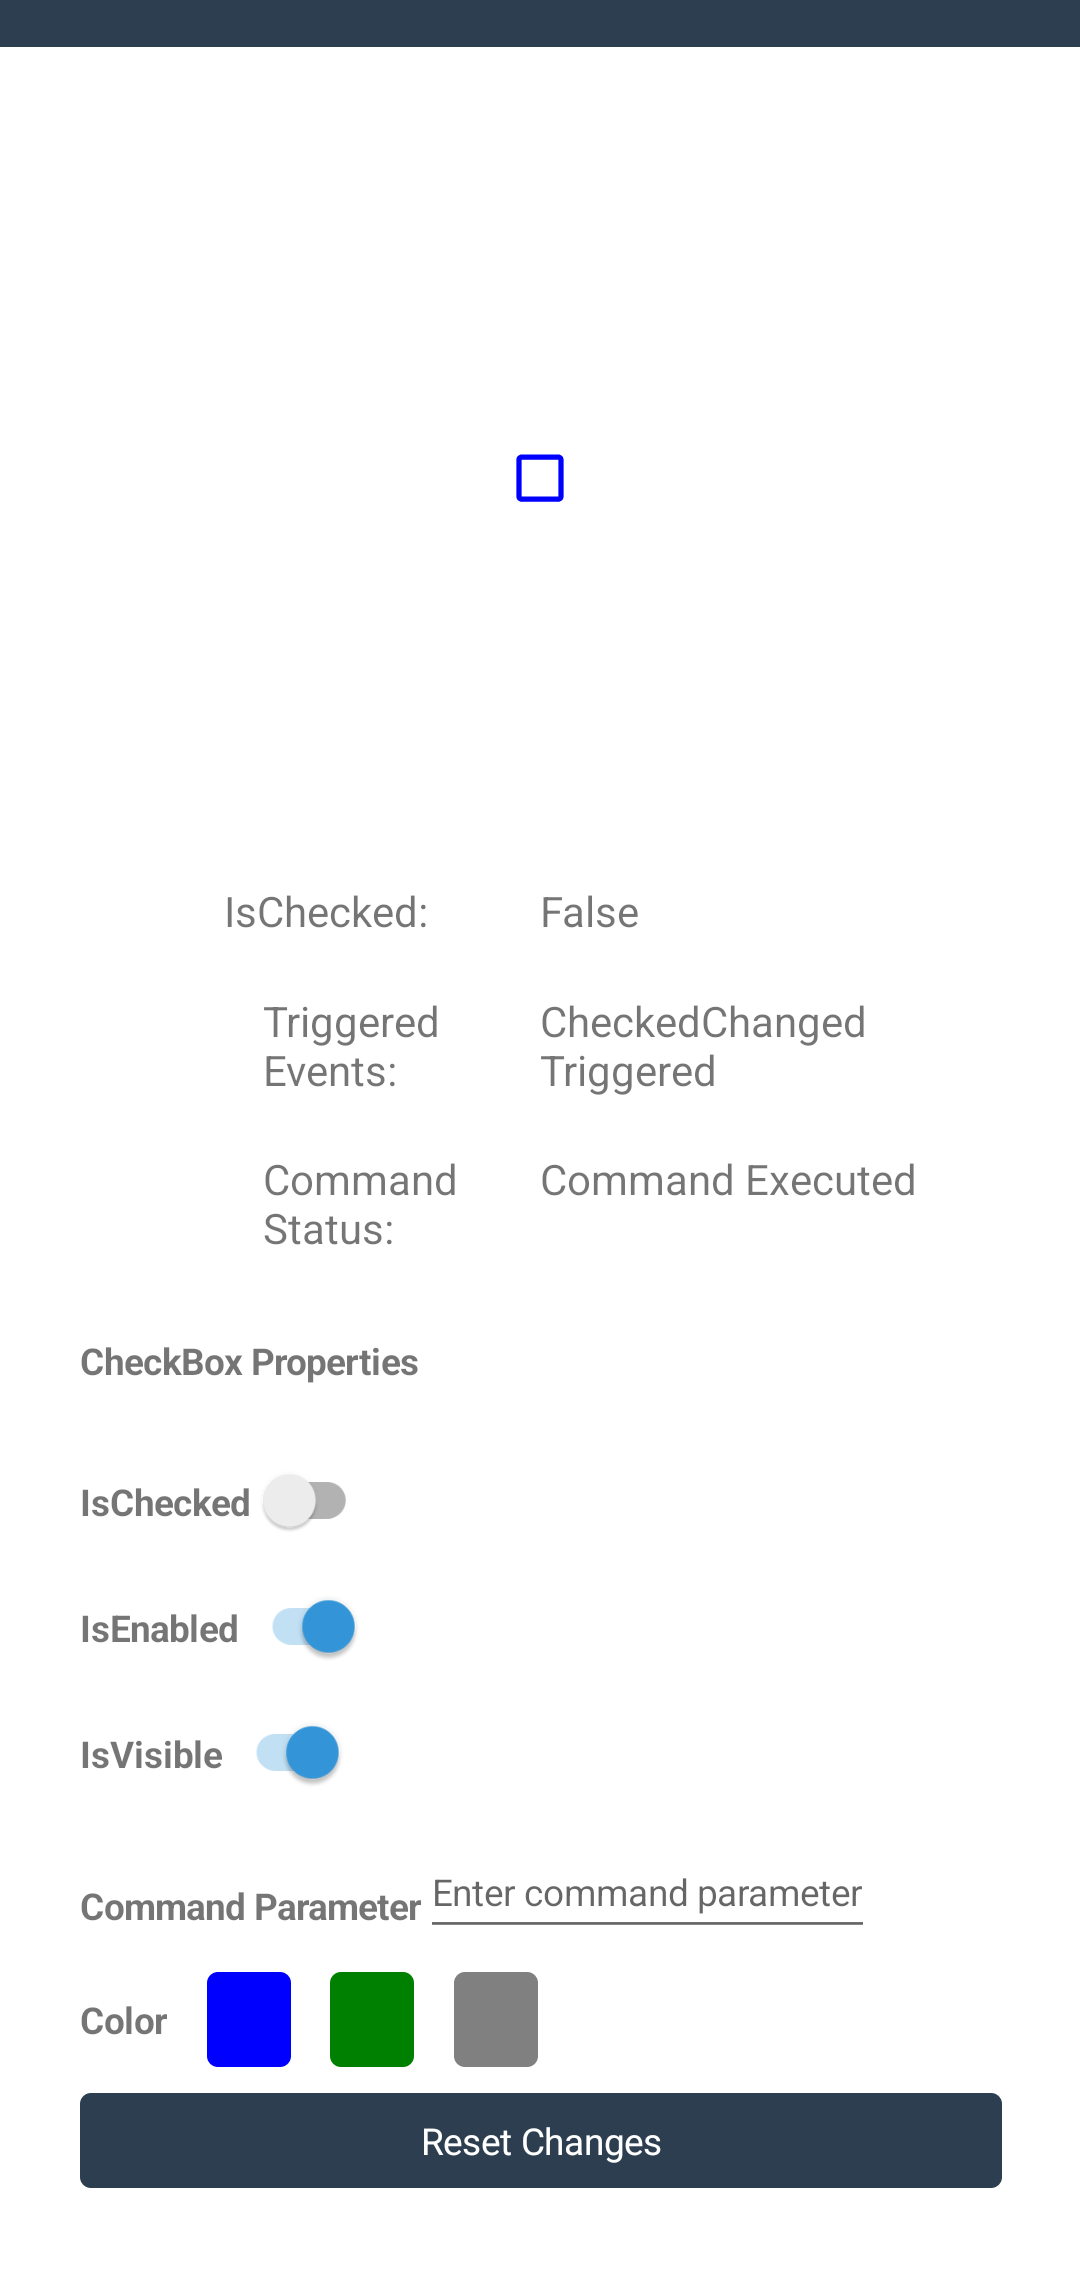 IsChecked: False
Triggered CheckedChanged
Events: Triggered
Command Command Executed
Status:
CheckBox Properties
IsChecked
IsEnabled
IsVisible
Command Parameter Enter command parameter
Color
Reset Changes